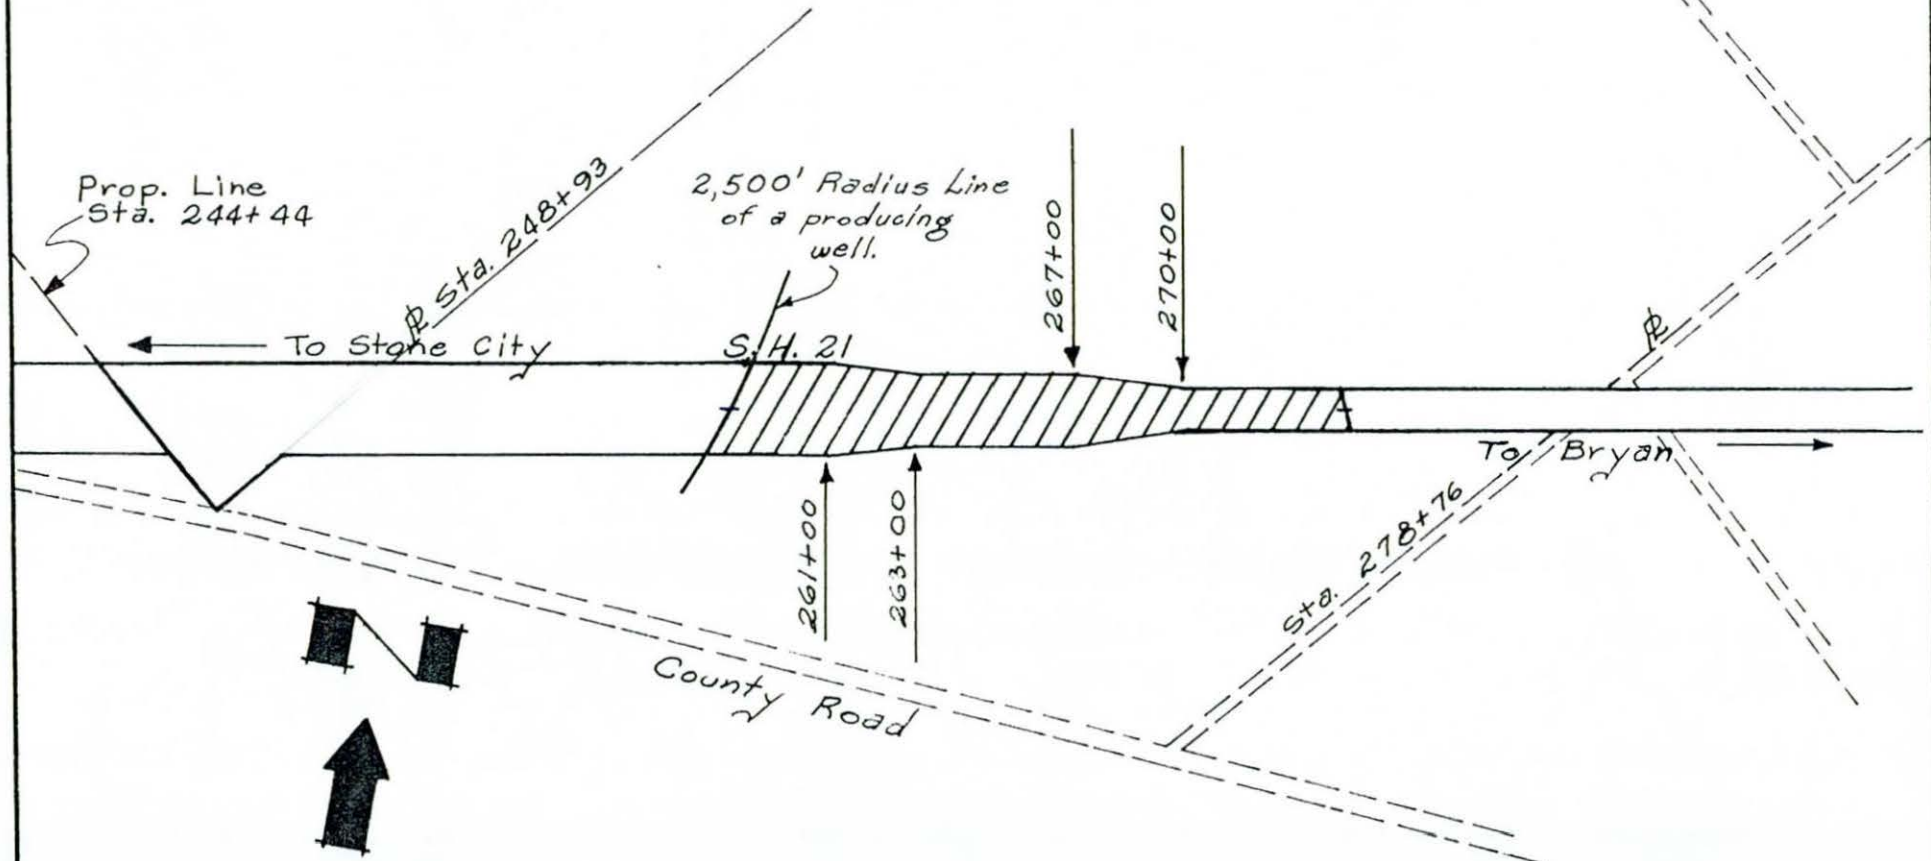 Prop. Line
Sta. 244+44
⅊ Sta. 248+93
2,500' Radius Line
of a producing
well.
267+00
270+00
To Stone City
S. H. 21
⅊
To Bryan
261+00
263+00
Sta. 278+76
County Road
N